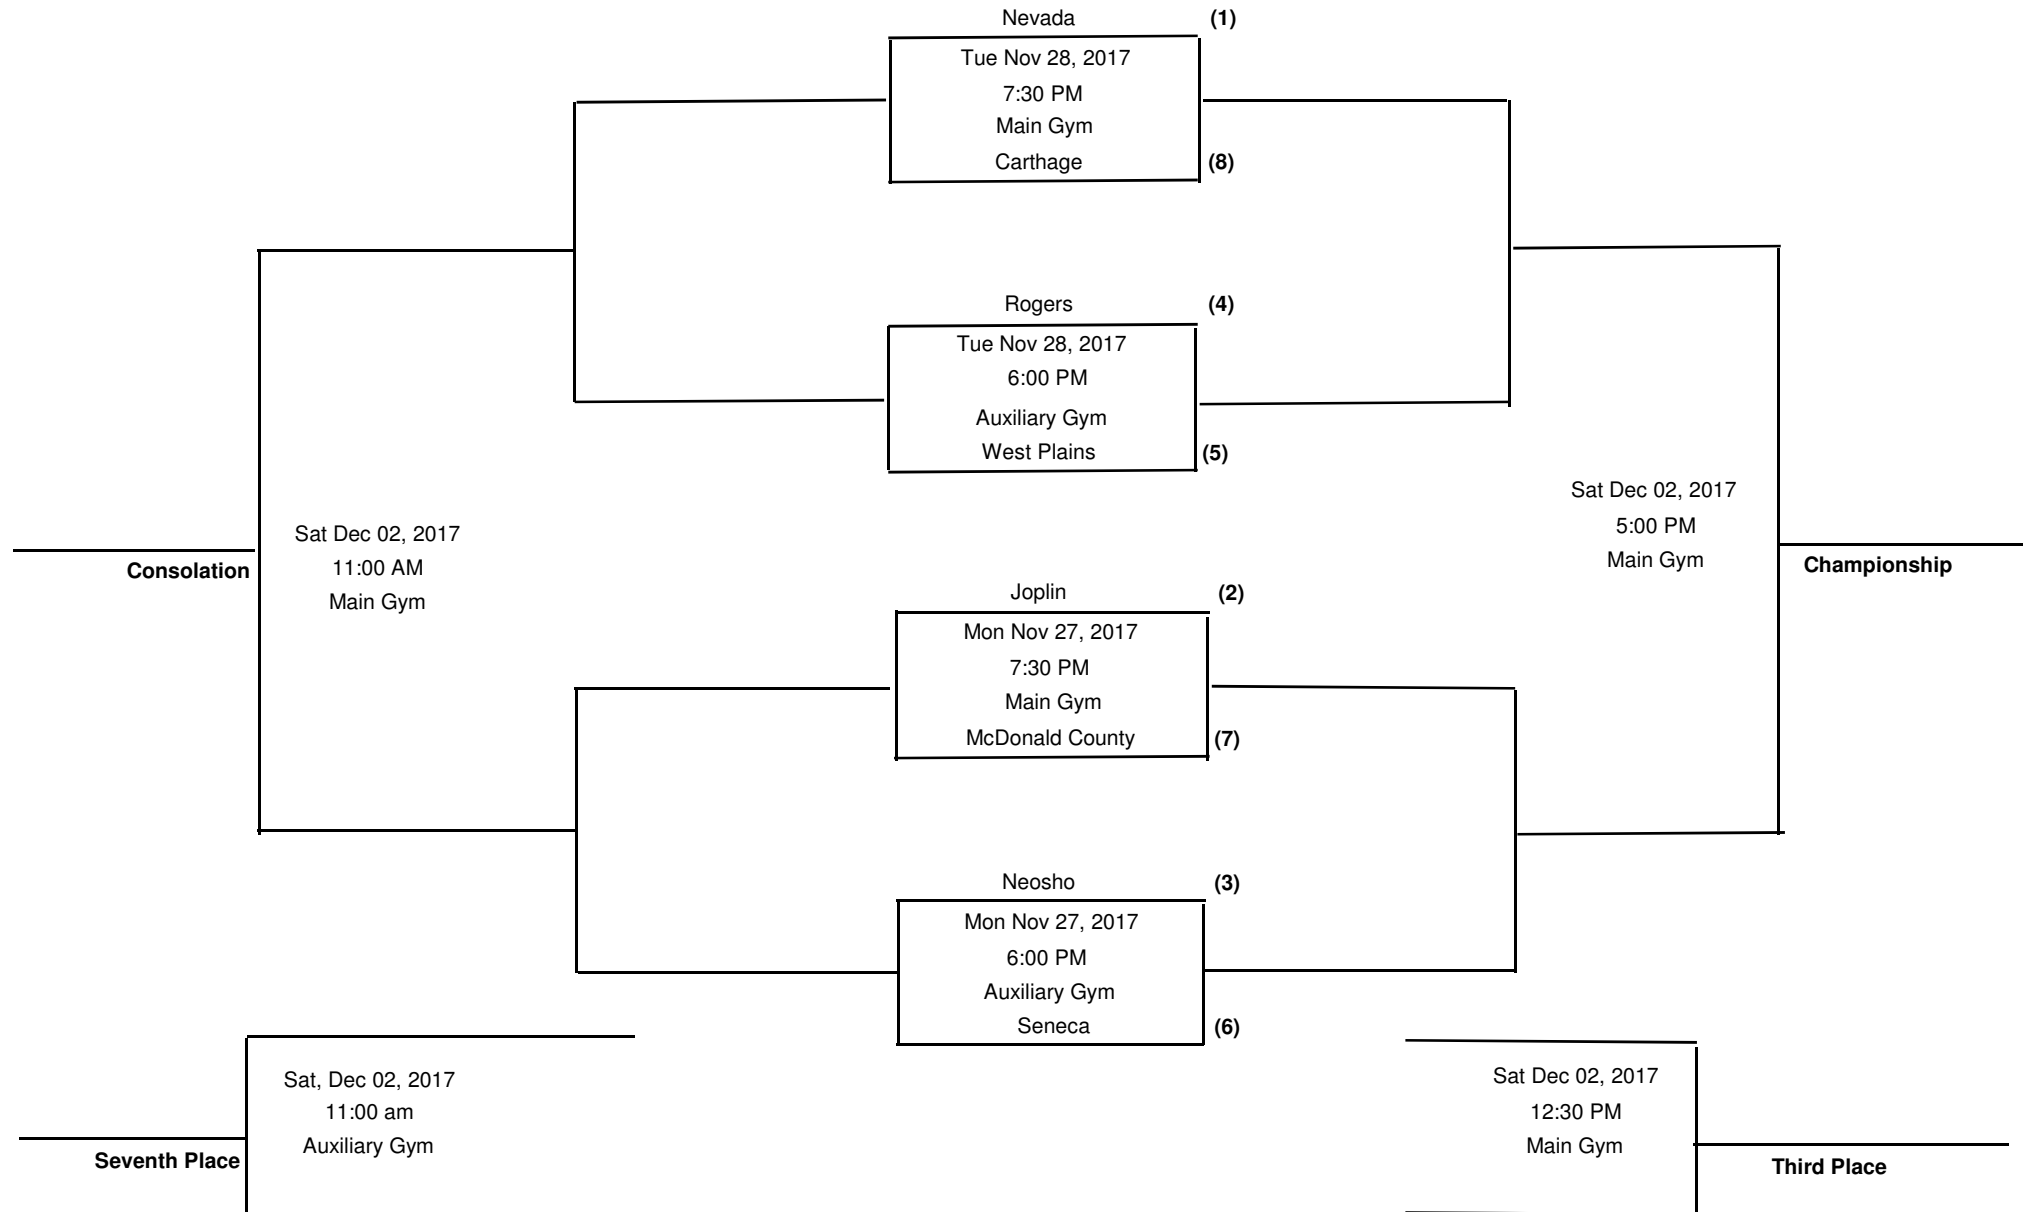 Nevada (1)
Tue Nov 28, 2017
7:30 PM
Main Gym
Carthage (8)
Rogers (4)
Tue Nov 28, 2017
6:00 PM
Auxiliary Gym
West Plains (5)
Sat Dec 02, 2017
11:00 AM
Main Gym
Consolation
Sat Dec 02, 2017
5:00 PM
Main Gym
Championship
Joplin (2)
Mon Nov 27, 2017
7:30 PM
Main Gym
McDonald County (7)
Neosho (3)
Mon Nov 27, 2017
6:00 PM
Auxiliary Gym
Seneca (6)
Sat, Dec 02, 2017
11:00 am
Auxiliary Gym
Seventh Place
Sat Dec 02, 2017
12:30 PM
Main Gym
Third Place